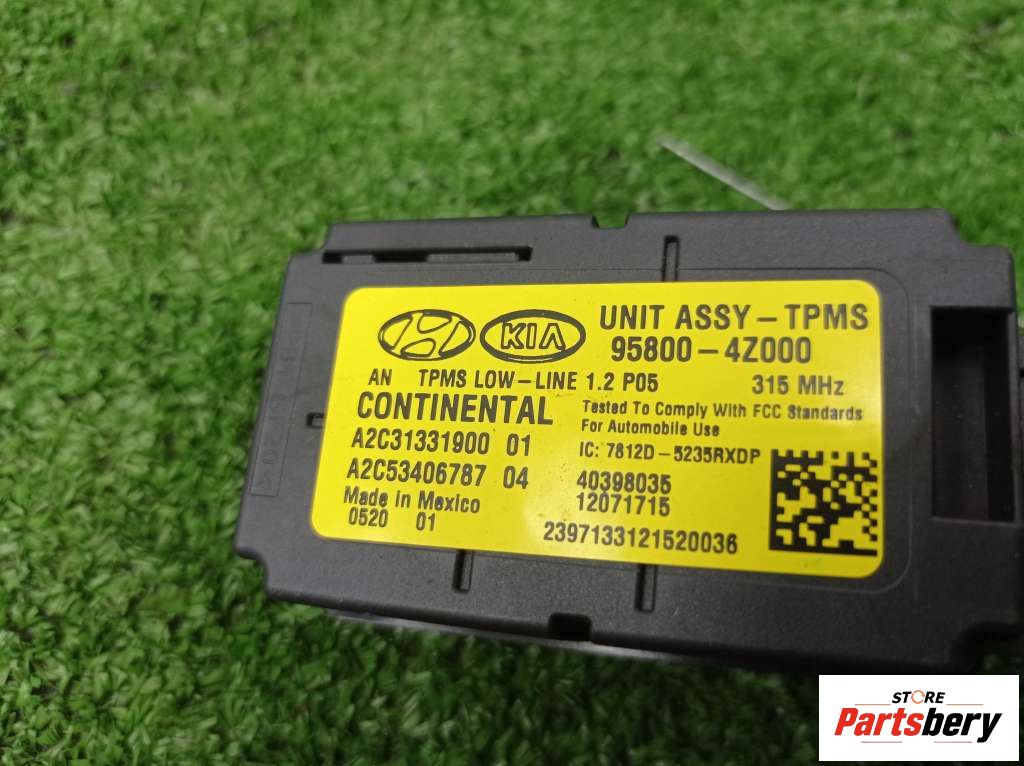 KIA
UNIT ASSY-TPMS
95800-4Z000
AN TPMS LOW-LINE 1.2 P05 315 MHz
CONTINENTAL
Tested To Comply With FCC Standards
For Automobile Use
A2C31331900 01
IC: 7812D-5235RXDP
A2C53406787 04
40398035
12071715
Made in Mexico
0520 01
2397133121520036
STORE
Partsbery